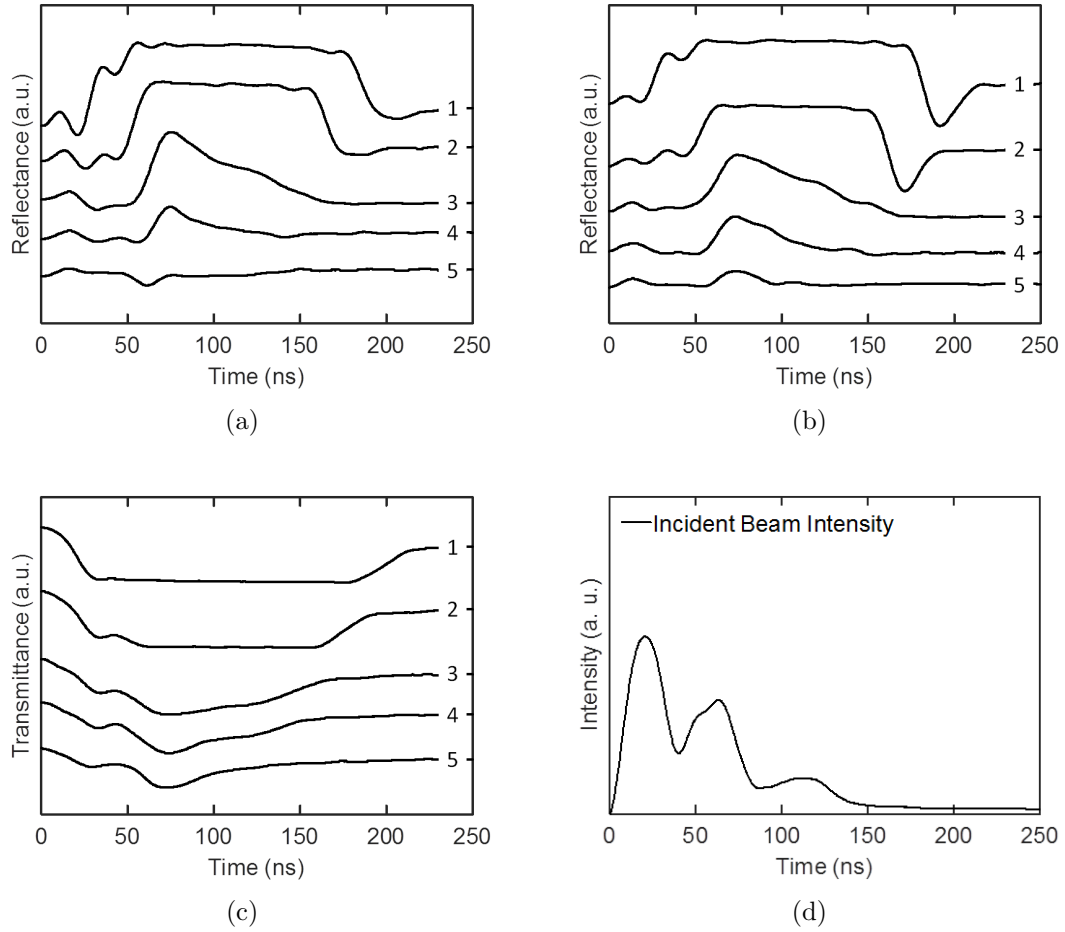 Reflectance (a.u.)
1
2
3
4
5
0 50 100 150 200 250
Time (ns)
(a)
Reflectance (a.u.)
1
2
3
4
5
0 50 100 150 200 250
Time (ns)
(b)
Transmittance (a.u.)
1
2
3
4
5
0 50 100 150 200 250
Time (ns)
(c)
Intensity (a. u.)
Incident Beam Intensity
0 50 100 150 200 250
Time (ns)
(d)